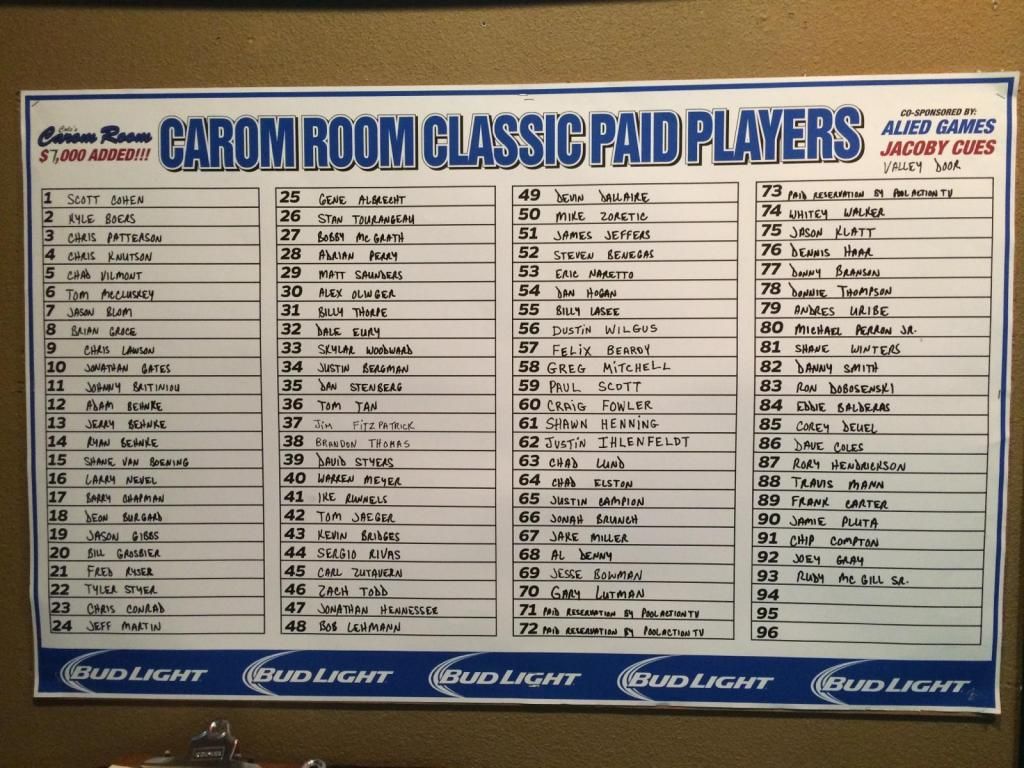 Carom Room
$7,000 ADDED!!!
CAROM ROOM CLASSIC PAID PLAYERS
CO-SPONSORED BY:
ALIED GAMES
JACOBY CUES
VALLEY DOOR
1 SCOTT COHEN
2 KYLE BOERS
3 CHRIS PATTERSON
4 CHRIS KNUTSON
5 CHAD VILMONT
6 TOM McCLUSKEY
7 JASON BLOM
8 BRIAN GROCE
9 CHRIS LAWSON
10 JONATHAN GATES
11 JOHNNY BRITINIOU
12 ADAM BEHNKE
13 JERRY BEHNKE
14 RYAN BEHNKE
15 SHANE VAN BOENING
16 LARRY NEVEL
17 BARRY CHAPMAN
18 DEON BURGARD
19 JASON GIBBS
20 BILL GROSBIER
21 FRED RYSER
22 TYLER STYER
23 CHRIS CONRAD
24 JEFF MARTIN
25 GENE ALBRECHT
26 STAN TOURANGEAU
27 BOBBY McGRATH
28 ADRIAN PERRY
29 MATT SAUNDERS
30 ALEX OLINGER
31 BILLY THORPE
32 DALE EURY
33 SKYLAR WOODWARD
34 JUSTIN BERGMAN
35 DAN STENBERG
36 TOM TAN
37 JIM FITZPATRICK
38 BRANDON THOMAS
39 DAVID STYERS
40 WARREN MEYER
41 IKE RUNNELS
42 TOM JAEGER
43 KEVIN BRIDGES
44 SERGIO RIVAS
45 CARL ZUTAVERN
46 ZACH TODD
47 JONATHAN HENNESSEE
48 BOB LEHMANN
49 DEVIN DALLAIRE
50 MIKE ZORETIC
51 JAMES JEFFERS
52 STEVEN BENEGAS
53 ERIC NARETTO
54 DAN HOGAN
55 BILLY LASEE
56 DUSTIN WILGUS
57 FELIX BEARDY
58 GREG MITCHELL
59 PAUL SCOTT
60 CRAIG FOWLER
61 SHAWN HENNING
62 JUSTIN IHLENFELDT
63 CHAD LUND
64 CHAD ELSTON
65 JUSTIN CAMPION
66 JONAH BRUNCH
67 JAKE MILLER
68 AL DENNY
69 JESSE BOWMAN
70 GARY LUTMAN
71 PAID RESERVATION BY POOLACTIONTV
72 PAID RESERVATION BY POOLACTION TV
73 PAID RESERVATION BY POOLACTION TV
74 WHITEY WALKER
75 JASON KLATT
76 DENNIS HAAR
77 DONNY BRANSON
78 DONNIE THOMPSON
79 ANDRES URIBE
80 MICHAEL PERRON JR.
81 SHANE WINTERS
82 DANNY SMITH
83 RON DOBOSENSKI
84 EDDIE BALDERAS
85 COREY DEUEL
86 DAVE COLES
87 RORY HENDRICKSON
88 TRAVIS MANN
89 FRANK CARTER
90 JAMIE PLUTA
91 CHIP COMPTON
92 JOEY GRAY
93 RUDY McGILL SR.
94
95
96
BUD LIGHT BUD LIGHT BUD LIGHT BUD LIGHT BUD LIGHT